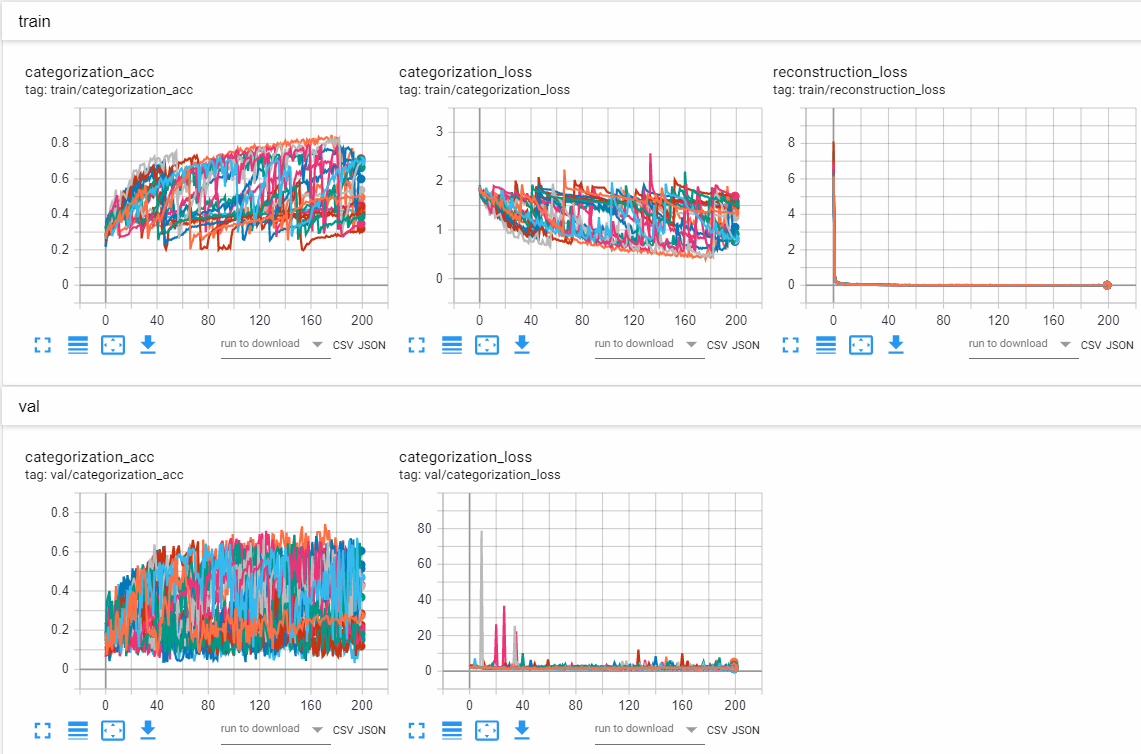 train
categorization_acc
tag: train/categorization_acc
0.8
0.6
0.4
0.2
0
0 40 80 120 160 200
run to download CSV JSON
categorization_loss
tag: train/categorization_loss
3
2
1
0
0 40 80 120 160 200
run to download CSV JSON
reconstruction_loss
tag: train/reconstruction_loss
8
6
4
2
0
0 40 80 120 160 200
run to download CSV JSON
val
categorization_acc
tag: val/categorization_acc
0.8
0.6
0.4
0.2
0
0 40 80 120 160 200
run to download CSV JSON
categorization_loss
tag: val/categorization_loss
80
60
40
20
0
0 40 80 120 160 200
run to download CSV JSON